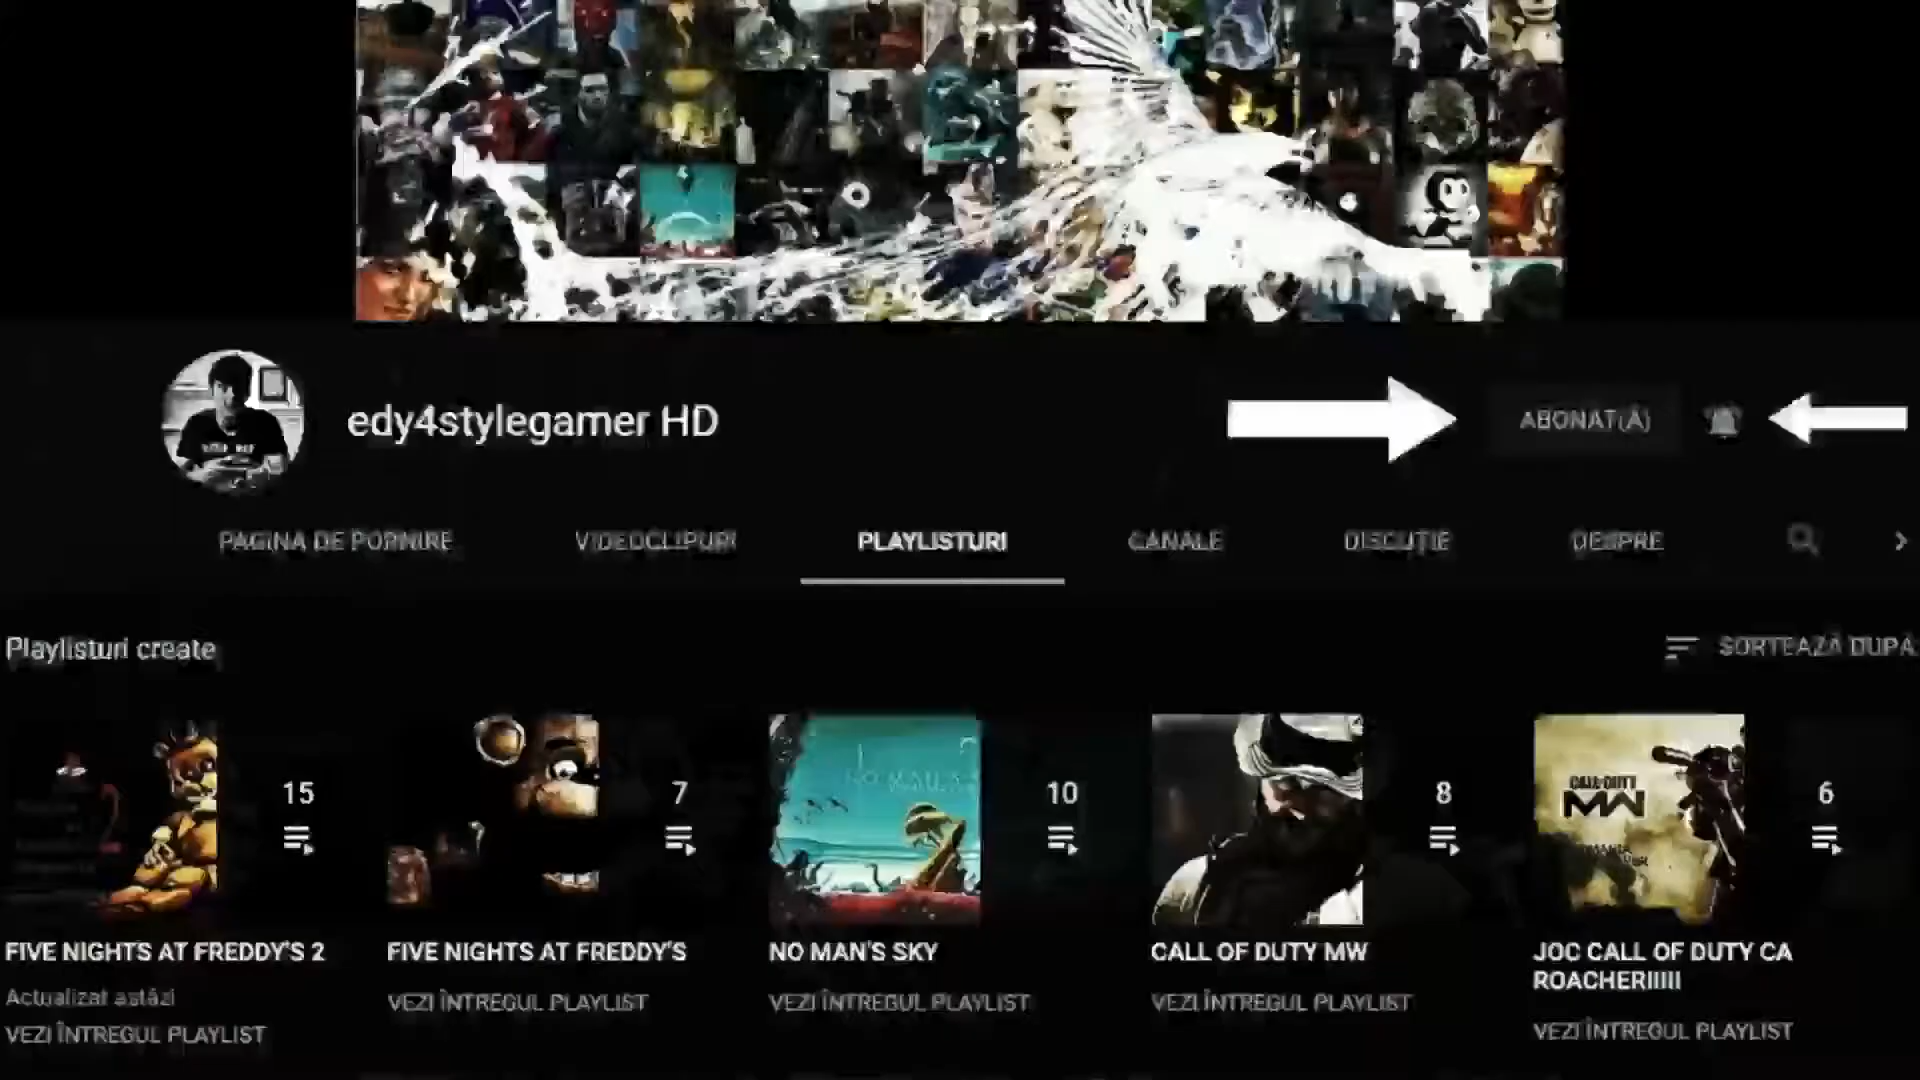 edy4stylegamer HD
ABONAT(Ă)
PAGINA DE PORNIRE
VIDEOCLIPURI
PLAYLISTURI
CANALE
DISCUȚIE
DESPRE
Playlisturi create
SORTEAZĂ DUPĂ
15
7
10
8
CALL OF DUTY
MW
6
FIVE NIGHTS AT FREDDY'S 2
Actualizat astăzi
VEZI ÎNTREGUL PLAYLIST
FIVE NIGHTS AT FREDDY'S
VEZI ÎNTREGUL PLAYLIST
NO MAN'S SKY
VEZI ÎNTREGUL PLAYLIST
CALL OF DUTY MW
VEZI ÎNTREGUL PLAYLIST
JOC CALL OF DUTY CA
ROACHERIIIIII
VEZI ÎNTREGUL PLAYLIST